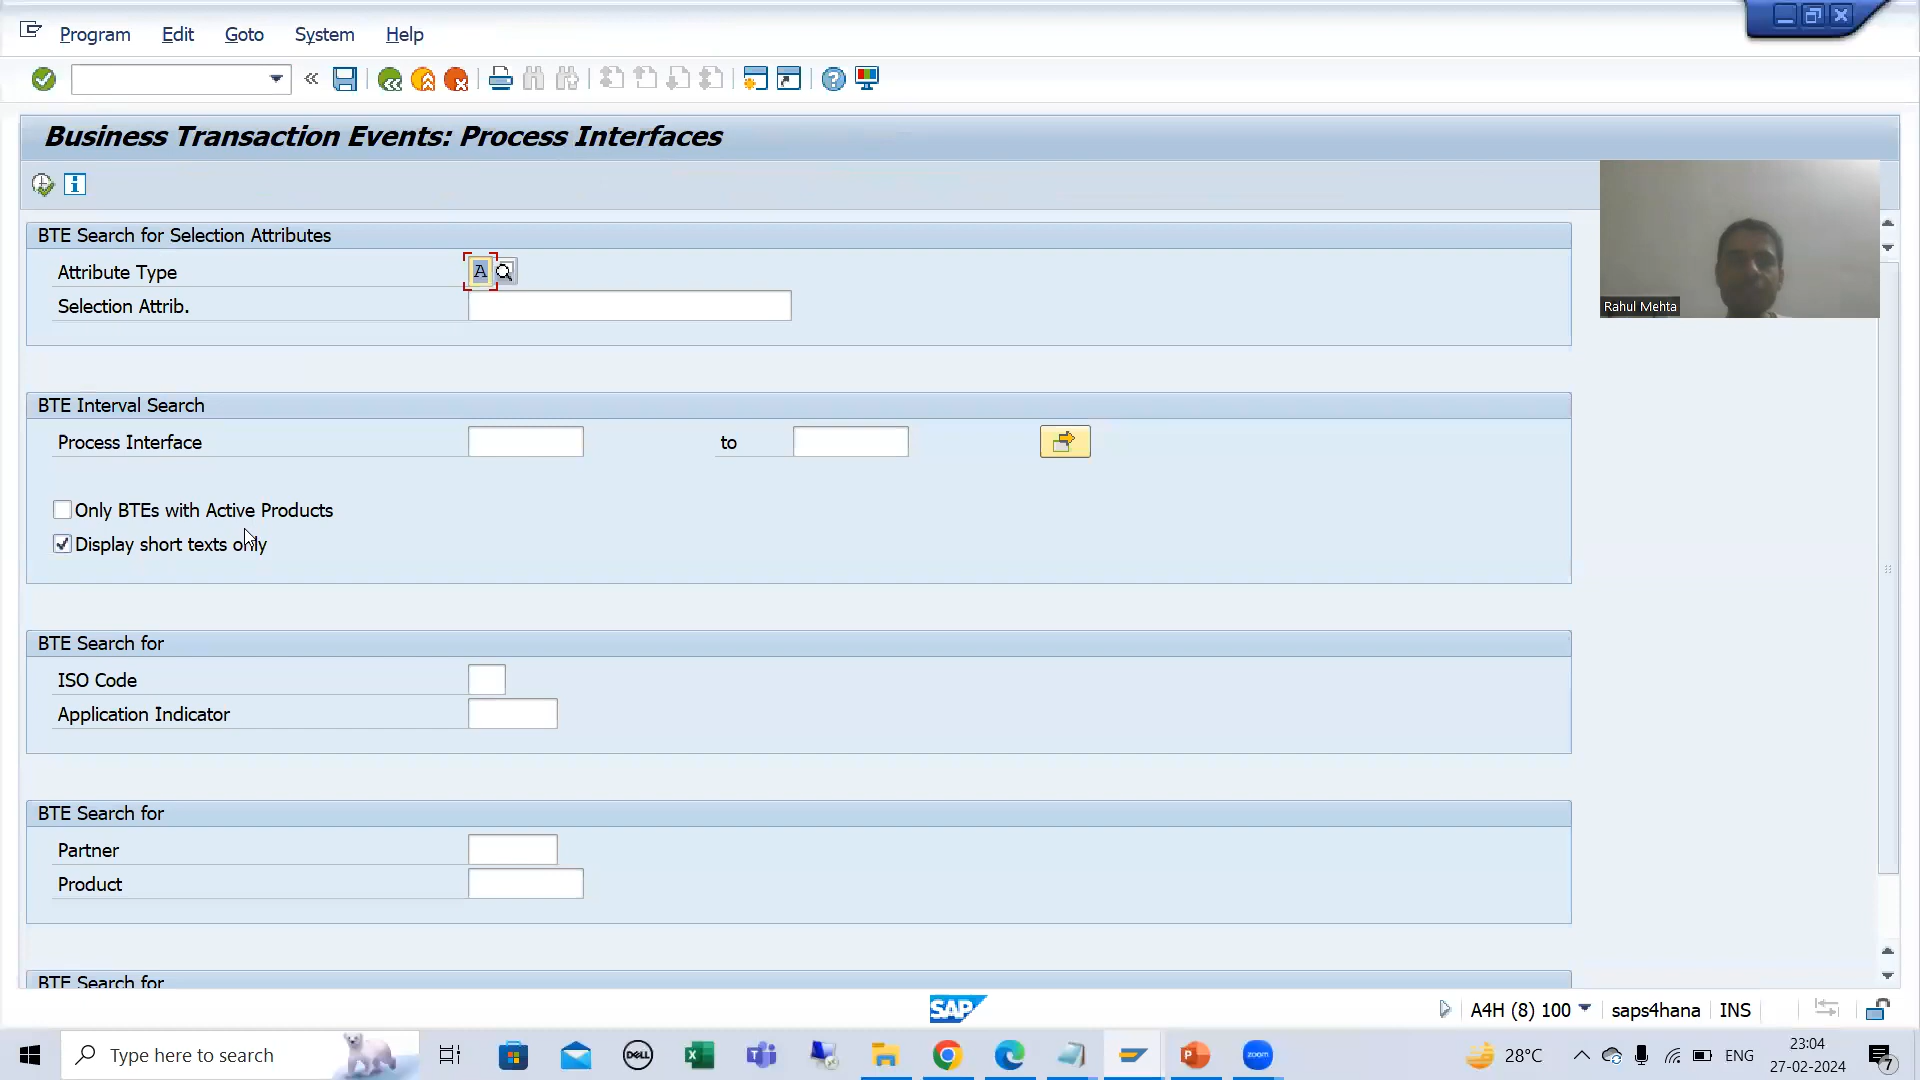 Program Edit Goto System Help
Business Transaction Events: Process Interfaces
BTE Search for Selection Attributes
Attribute Type A
Selection Attrib.
Rahul Mehta
BTE Interval Search
Process Interface to
Only BTEs with Active Products
Display short texts only
BTE Search for
ISO Code
Application Indicator
BTE Search for
Partner
Product
BTE Search for
SAP A4H (8) 100 saps4hana INS
Type here to search DELL zoom 28°C ENG 23:04
27-02-2024 7